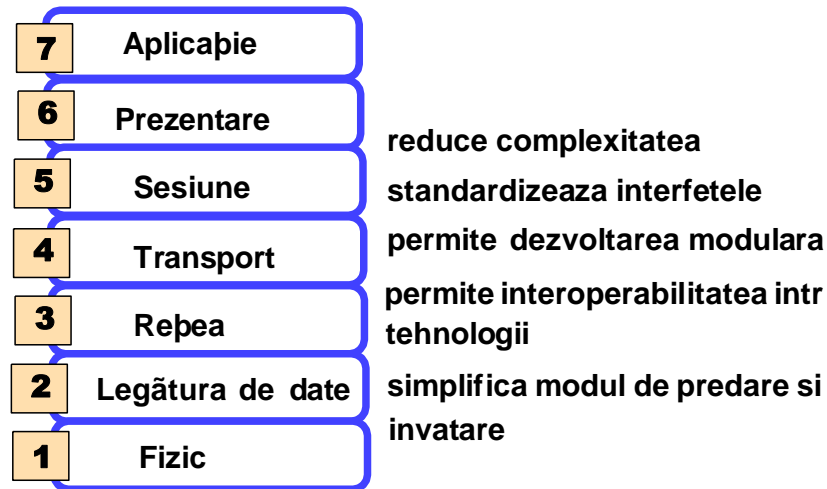 7 Aplicaþie
6 Prezentare
5 Sesiune
4 Transport
3 Reþea
2 Legãtura de date
1 Fizic
reduce complexitatea
standardizeaza interfetele
permite dezvoltarea modulara
permite interoperabilitatea intr
tehnologii
simplifica modul de predare si
invatare